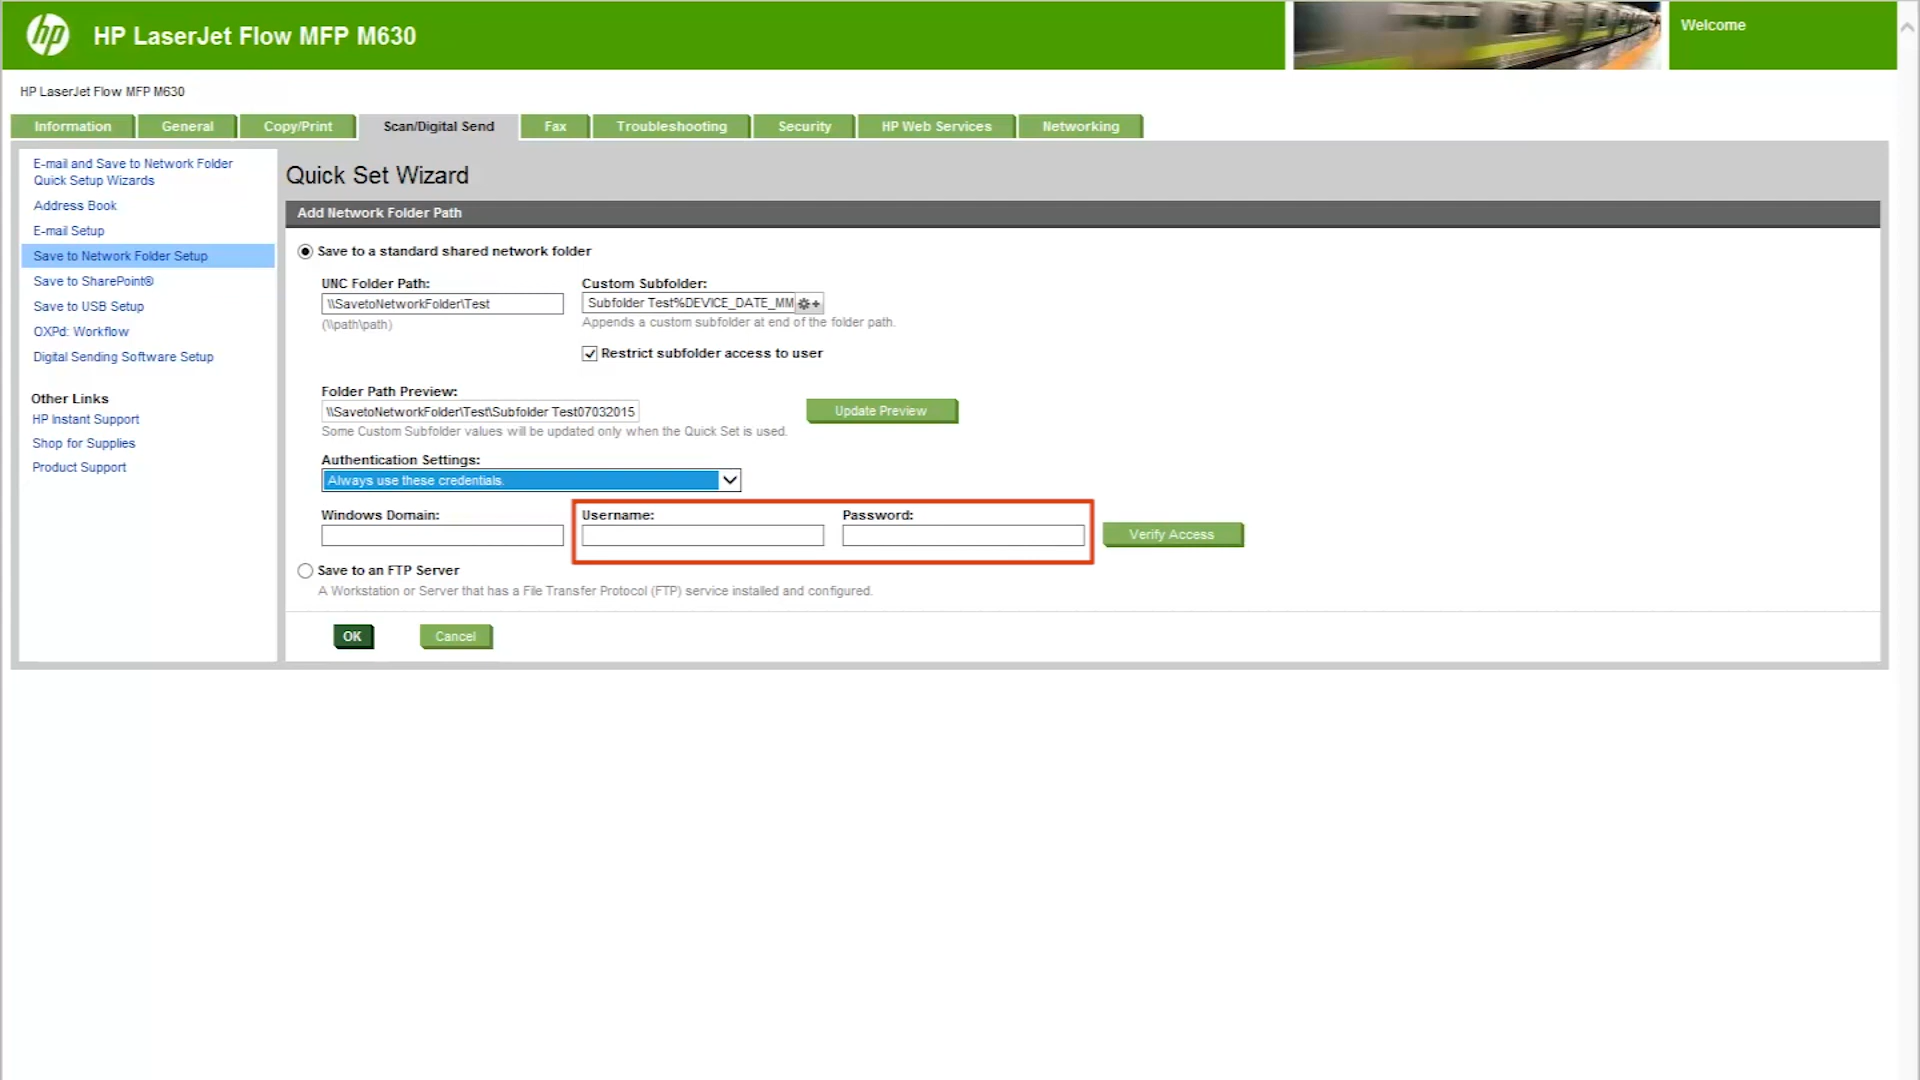 hp
HP LaserJet Flow MFP M630
Welcome
HP LaserJet Flow MFP M630
Information
General
Copy/Print
Scan/Digital Send
Fax
Troubleshooting
Security
HP Web Services
Networking
E-mail and Save to Network Folder
Quick Setup Wizards
Address Book
E-mail Setup
Save to Network Folder Setup
Save to SharePoint®
Save to USB Setup
OXPd: Workflow
Digital Sending Software Setup
Other Links
HP Instant Support
Shop for Supplies
Product Support
Quick Set Wizard
Add Network Folder Path
Save to a standard shared network folder
UNC Folder Path:
\\SavetoNetworkFolder\Test
(\\path\path)
Custom Subfolder:
Subfolder Test%DEVICE_DATE_MM
Appends a custom subfolder at end of the folder path.
Restrict subfolder access to user
Folder Path Preview:
\\SavetoNetworkFolder\Test\Subfolder Test07032015
Update Preview
Some Custom Subfolder values will be updated only when the Quick Set is used.
Authentication Settings:
Always use these credentials.
Windows Domain:
Username:
Password:
Verify Access
Save to an FTP Server
A Workstation or Server that has a File Transfer Protocol (FTP) service installed and configured.
OK
Cancel